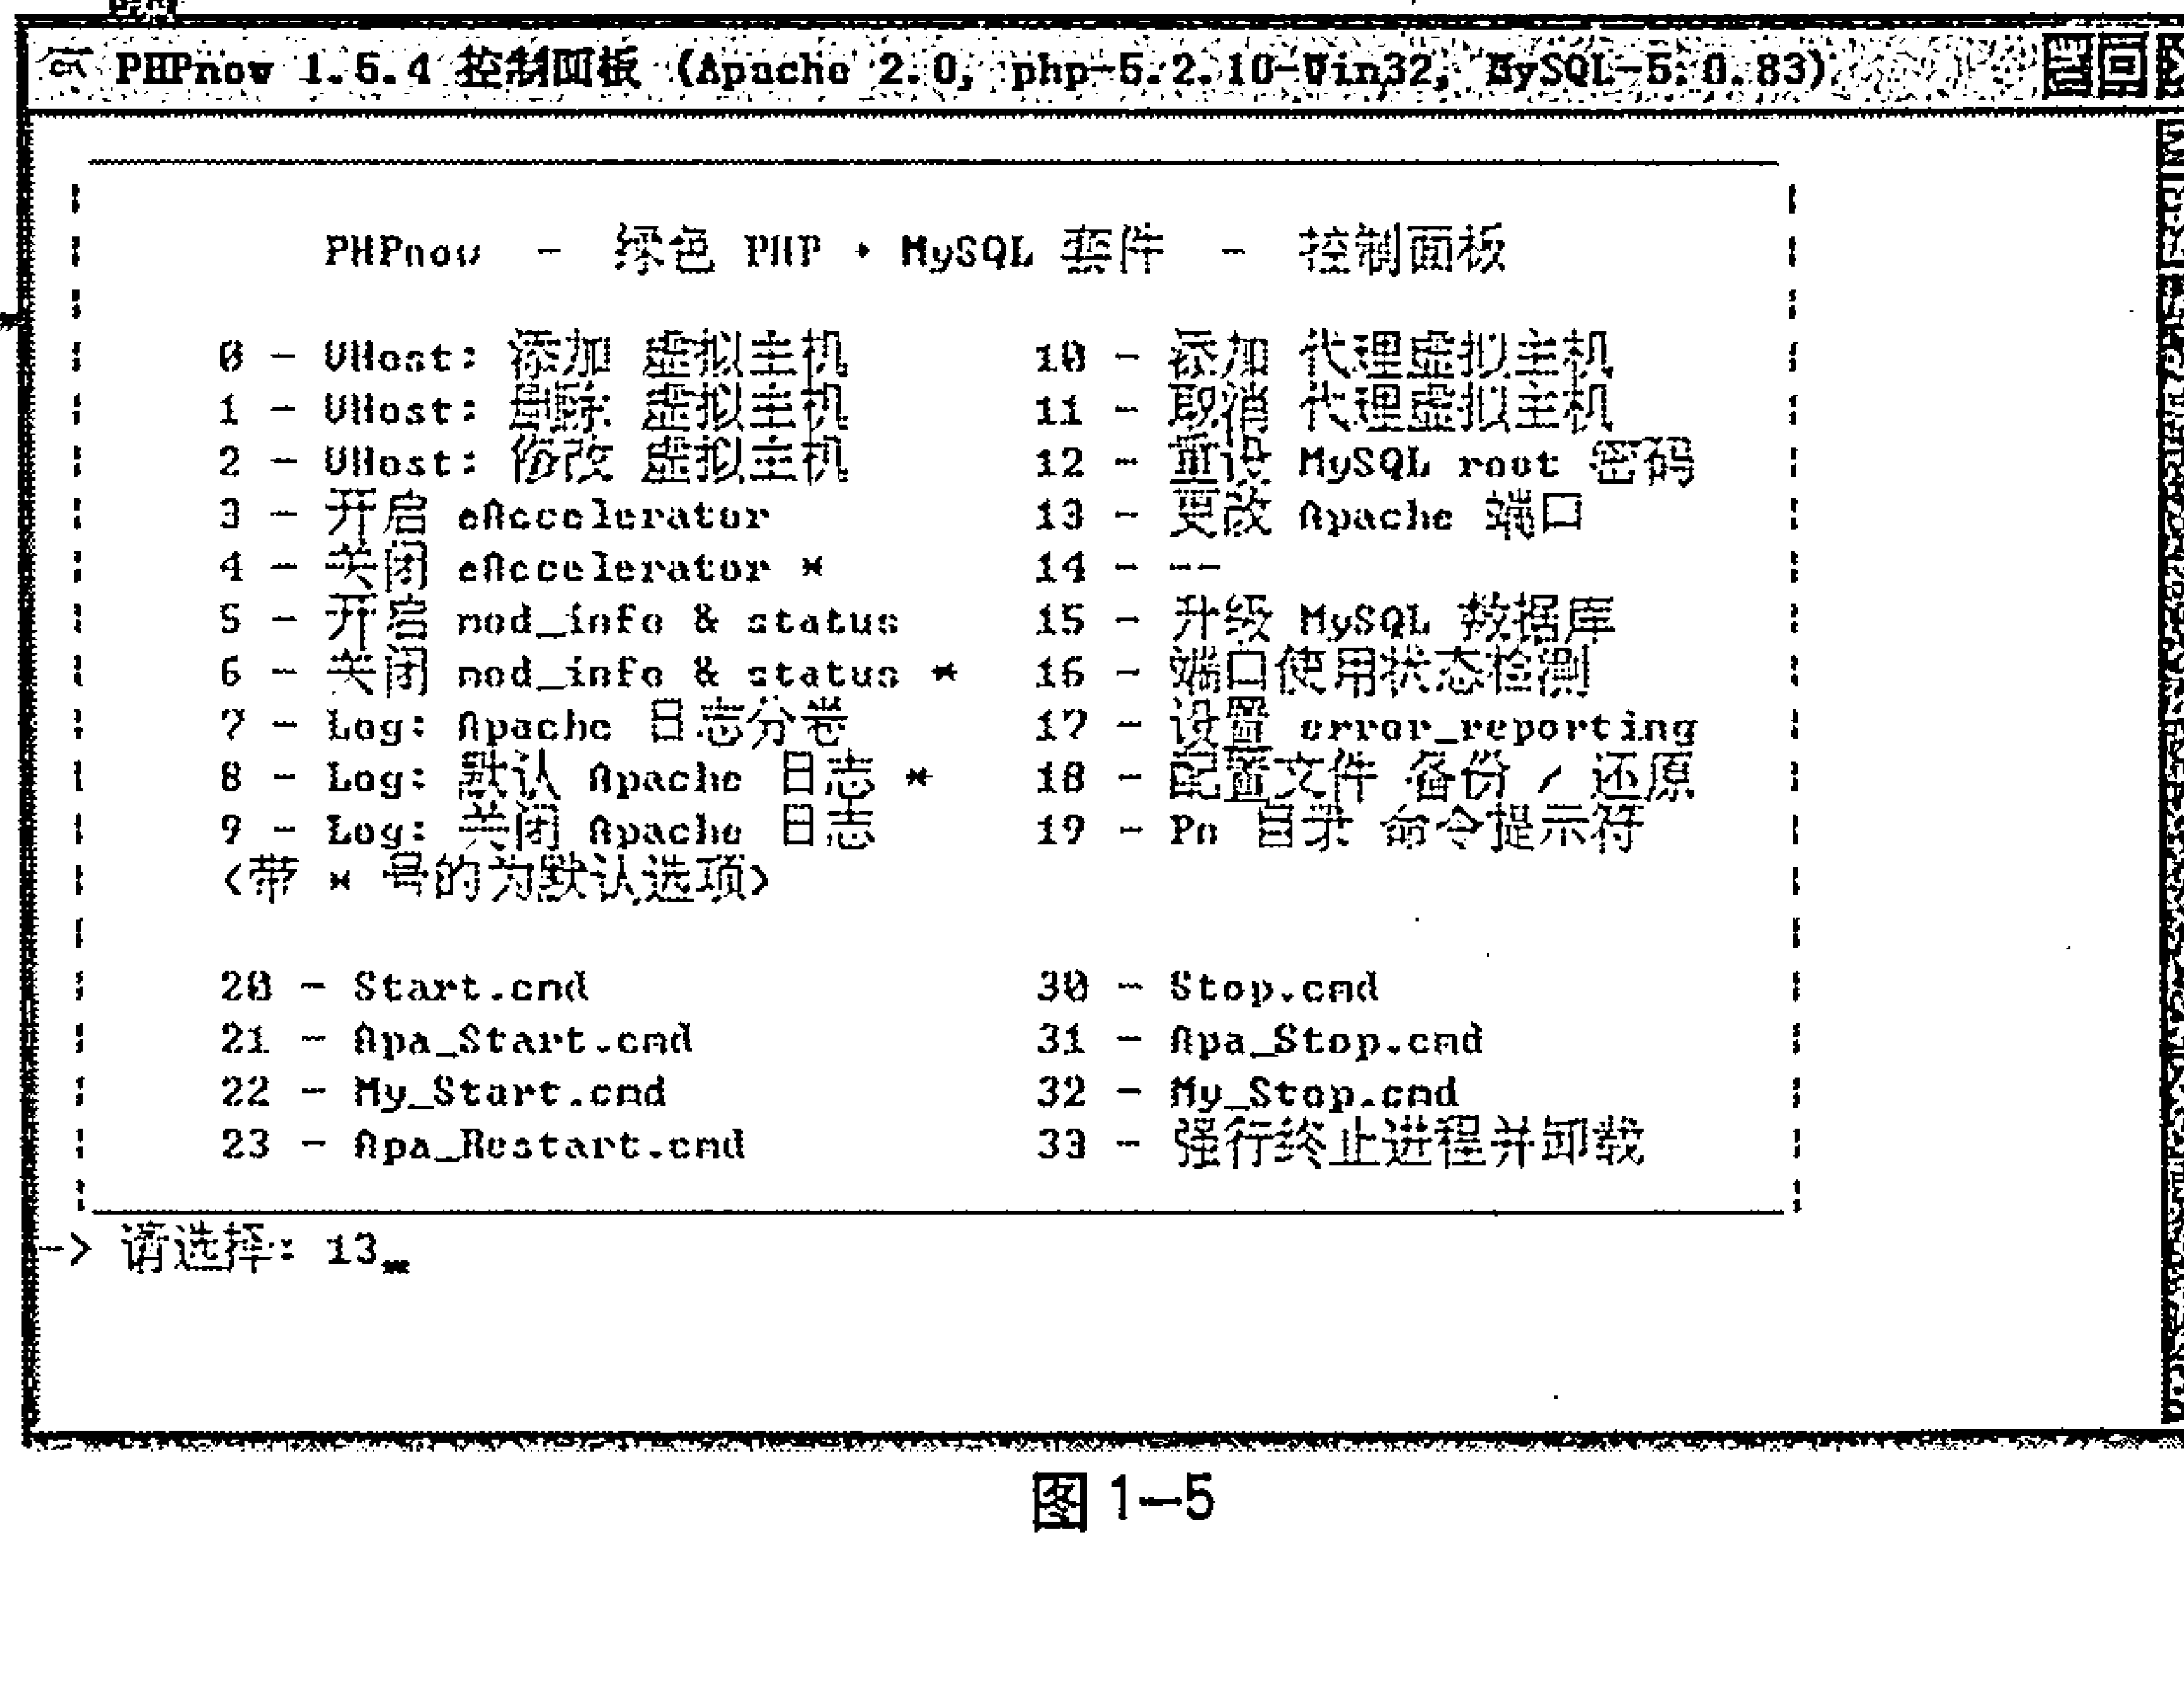 PHPnow 1.5.4 控制面板 (Apache 2.0, php-5.2.10-Win32, MySQL-5.0.83)
PHPnow - 绿色 PHP + MySQL 套件 - 控制面板
0 - VHost: 添加 虚拟主机 10 - 添加 代理虚拟主机
1 - VHost: 删除 虚拟主机 11 - 取消 代理虚拟主机
2 - VHost: 修改 虚拟主机 12 - 重设 MySQL root 密码
3 - 开启 eAccelerator 13 - 更改 Apache 端口
4 - 关闭 eAccelerator * 14 - --
5 - 开启 mod_info & status 15 - 升级 MySQL 数据库
6 - 关闭 mod_info & status * 16 - 端口使用状态检测
7 - Log: Apache 日志分卷 17 - 设置 error_reporting
8 - Log: 默认 Apache 日志 * 18 - 配置文件 备份 / 还原
9 - Log: 关闭 Apache 日志 19 - Pn 目录 命令提示符
<带 * 号的为默认选项>
20 - Start.cmd 30 - Stop.cmd
21 - Apa_Start.cmd 31 - Apa_Stop.cmd
22 - My_Start.cmd 32 - My_Stop.cmd
23 - Apa_Restart.cmd 33 - 强行终止进程并卸载
-> 请选择: 13_
图 1-5